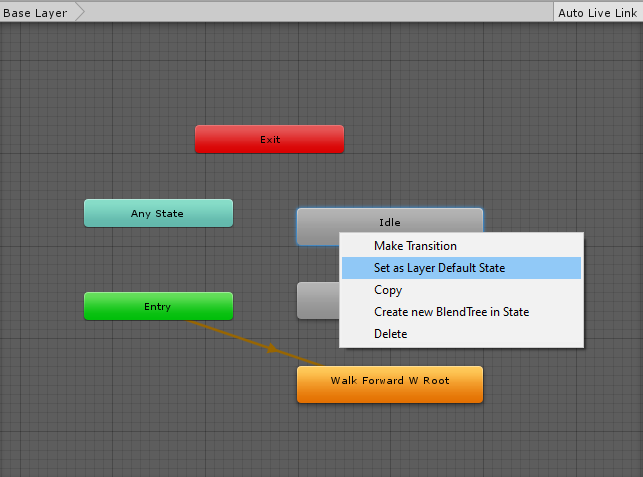 Base Layer
Auto Live Link
Exit
Any State
Idle
Make Transition
Set as Layer Default State
Copy
Create new BlendTree in State
Delete
Entry
Walk Forward W Root